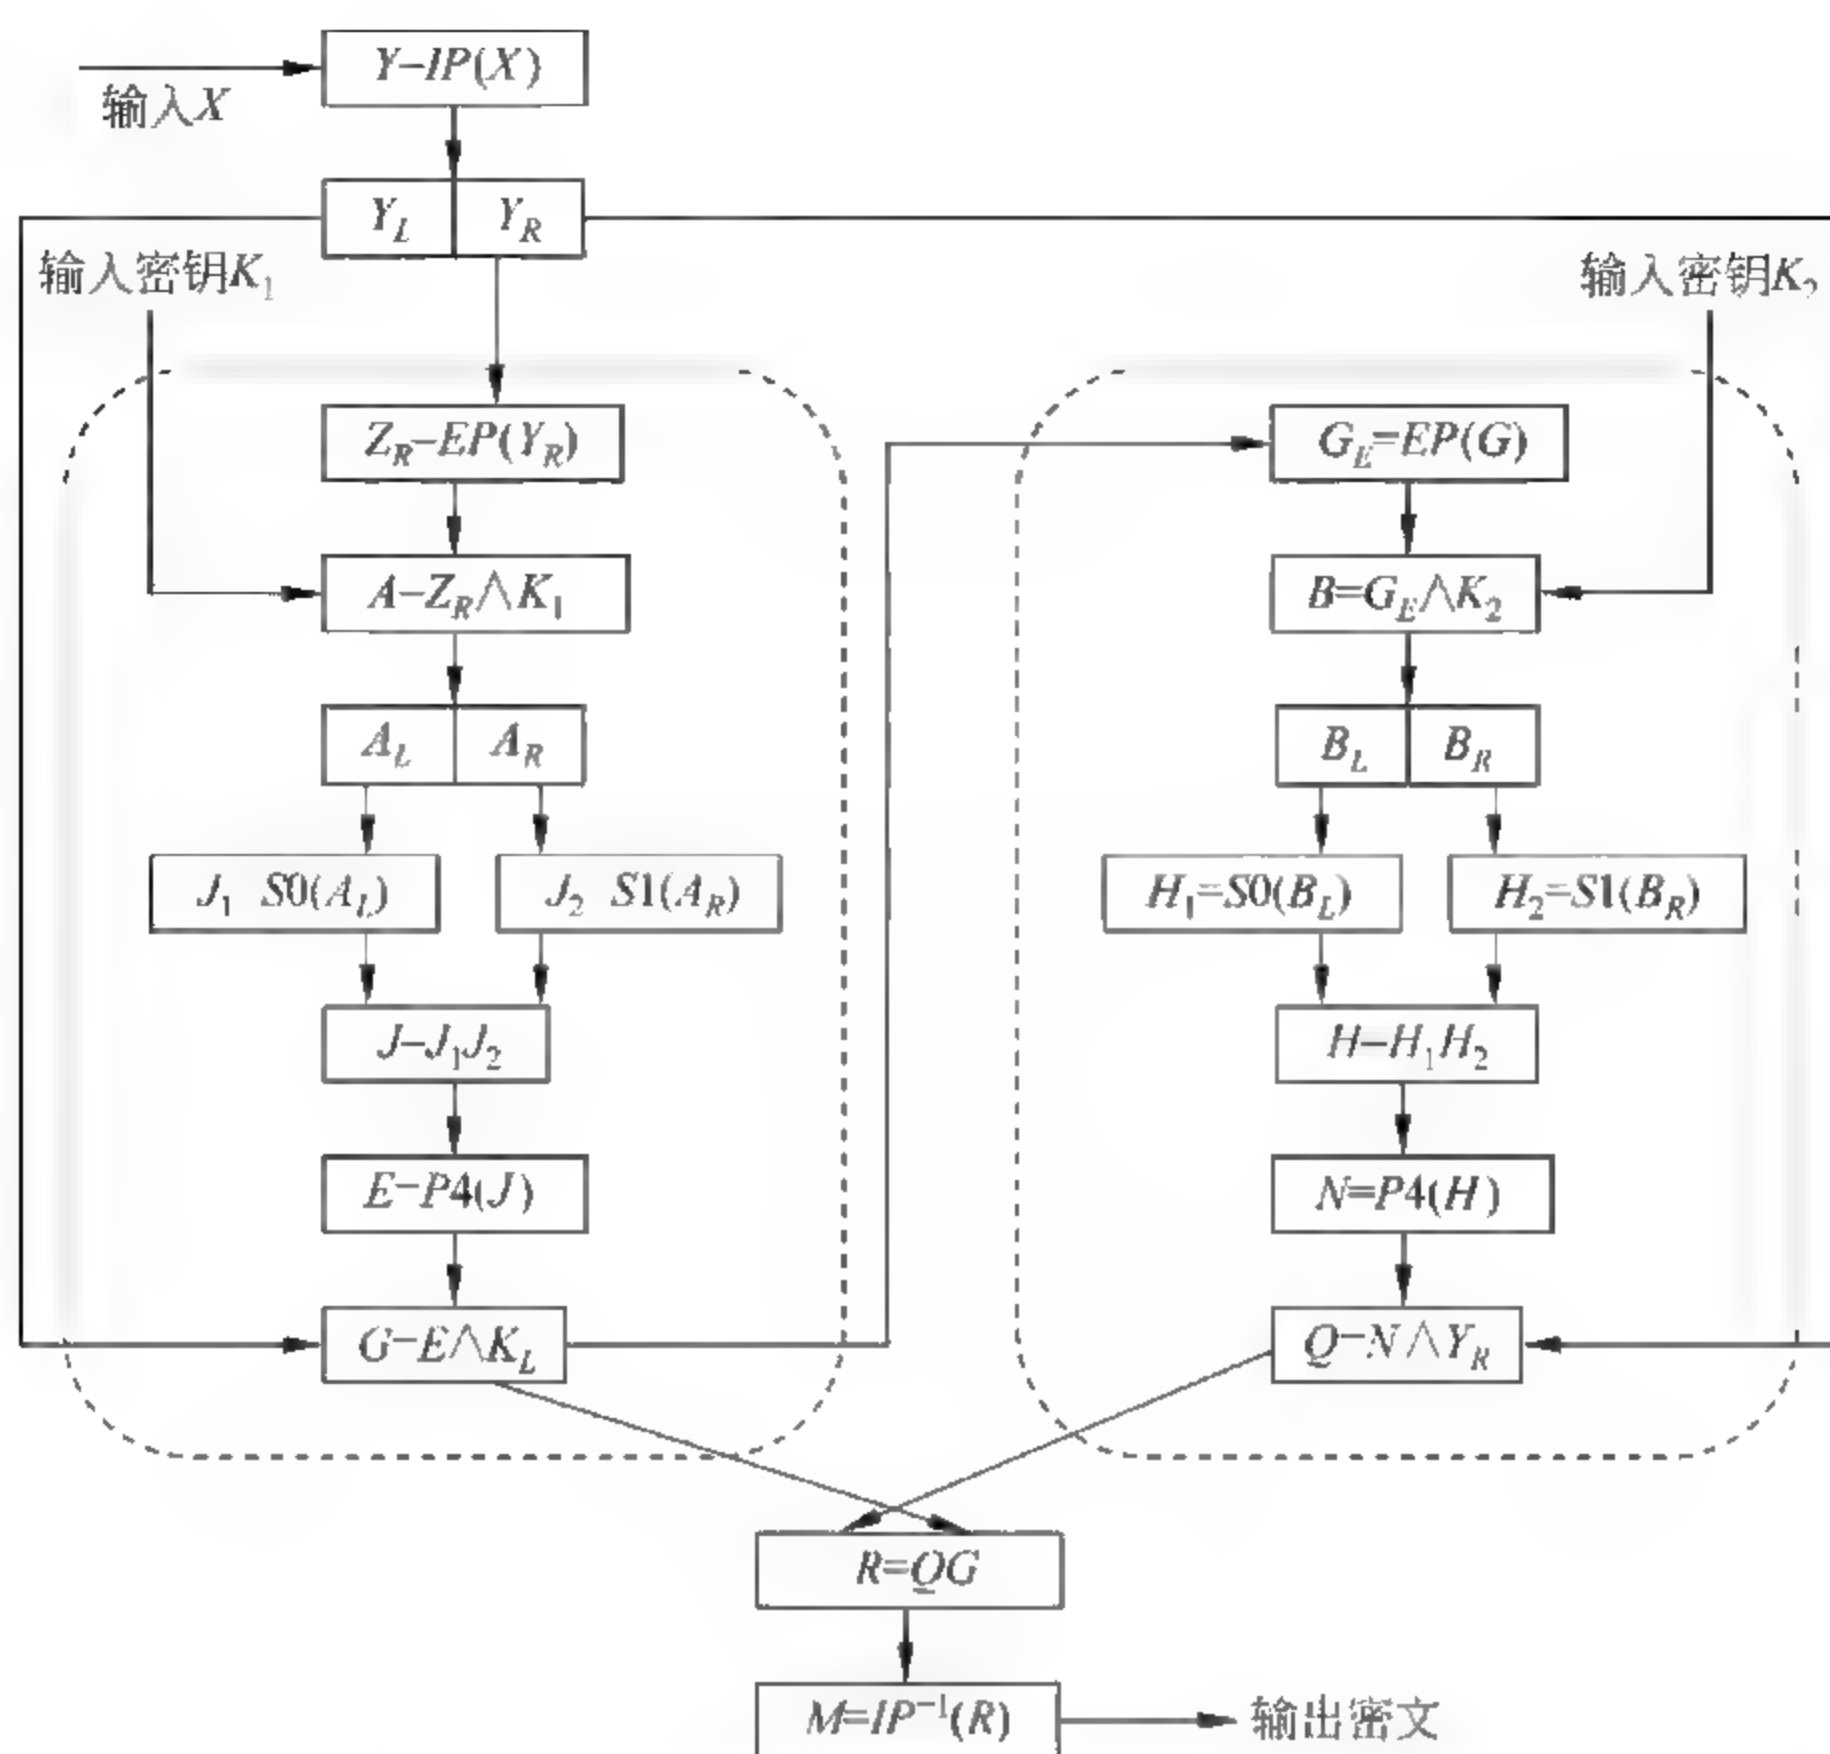 Y–IP(X)
输入X
Y_L Y_R
输入密钥K_1
输入密钥K_2
Z_R–EP(Y_R)
G_E=EP(G)
A–Z_R∧K_1
B=G_E∧K_2
A_L A_R
B_L B_R
J_1 S0(A_L)
J_2 S1(A_R)
H_1=S0(B_L)
H_2=S1(B_R)
J–J_1J_2
H–H_1H_2
E–P4(J)
N=P4(H)
G–E∧K_L
Q–N∧Y_R
R=QG
M=IP^{-1}(R)
输出密文